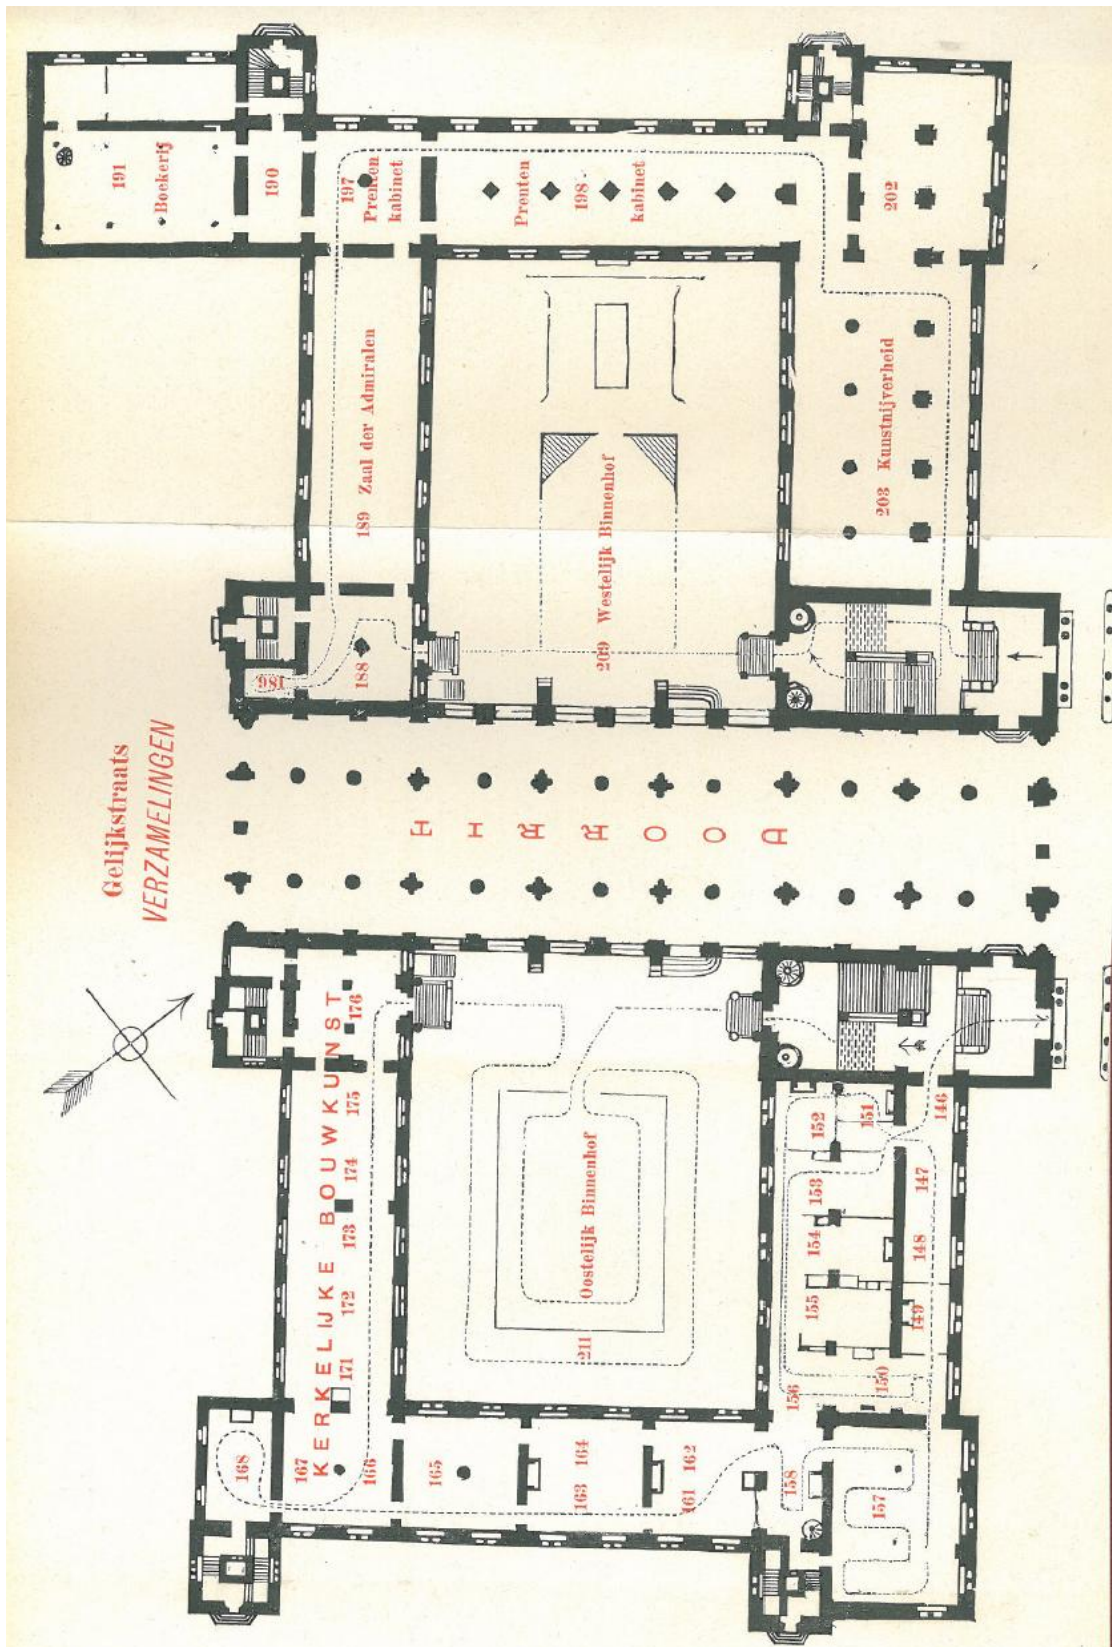 191 Boekerij
190
197 Prenten
kabinet
Prenten
198
kabinet
202
189 Zaal der Admiralen
209 Westelijk Binnenhof
203 Kunstnijverheid
186
188
Gelijkstraats
VERZAMELINGEN
DOORRIT
KERKELIJKE BOUWKUNST
176
175
174
173
172
171
167
166
168
165
164
163
162
161
158
157
156
150
Oostelijk Binnenhof
211
152
151
153
154
155
146
147
148
149